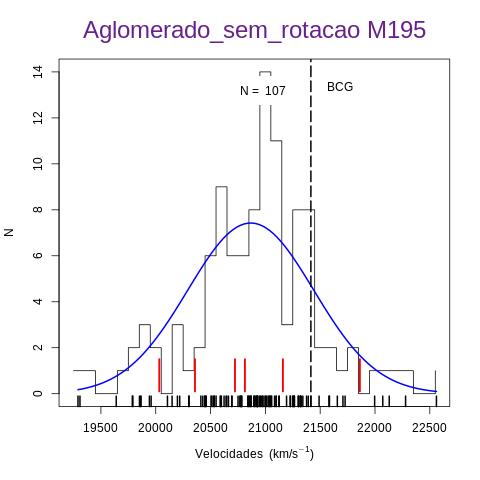 Aglomerado_sem_rotacao M195
N = 107
BCG
N
14
12
10
8
6
4
2
0
19500 20000 20500 21000 21500 22000 22500
Velocidades (km/s⁻¹)